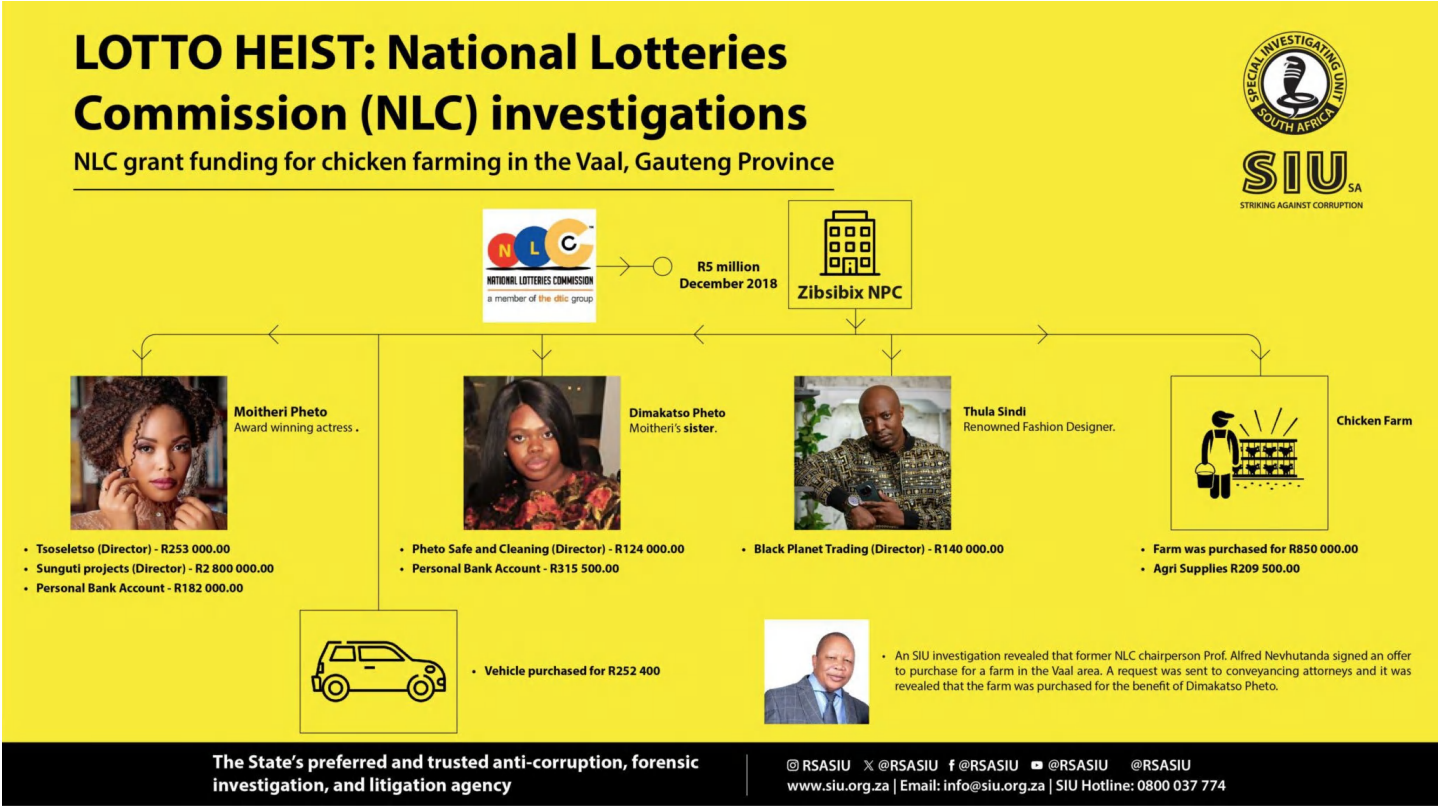 LOTTO HEIST: National Lotteries
Commission (NLC) investigations
NLC grant funding for chicken farming in the Vaal, Gauteng Province
SPECIAL INVESTIGATING UNIT
SOUTH AFRICA
SIU SA
STRIKING AGAINST CORRUPTION
N L C ™
NATIONAL LOTTERIES COMMISSION
a member of the dtic group
R5 million
December 2018
Zibsibix NPC
Moitheri Pheto
Award winning actress .
Dimakatso Pheto
Moitheri’s sister.
Thula Sindi
Renowned Fashion Designer.
Chicken Farm
• Tsoseletso (Director) - R253 000.00
• Sunguti projects (Director) - R2 800 000.00
• Personal Bank Account - R182 000.00
• Pheto Safe and Cleaning (Director) - R124 000.00
• Personal Bank Account - R315 500.00
• Black Planet Trading (Director) - R140 000.00
• Farm was purchased for R850 000.00
• Agri Supplies R209 500.00
• Vehicle purchased for R252 400
• An SIU investigation revealed that former NLC chairperson Prof. Alfred Nevhutanda signed an offer
to purchase for a farm in the Vaal area. A request was sent to conveyancing attorneys and it was
revealed that the farm was purchased for the benefit of Dimakatso Pheto.
The State’s preferred and trusted anti-corruption, forensic
investigation, and litigation agency
RSASIU @RSASIU @RSASIU @RSASIU @RSASIU
www.siu.org.za | Email: info@siu.org.za | SIU Hotline: 0800 037 774